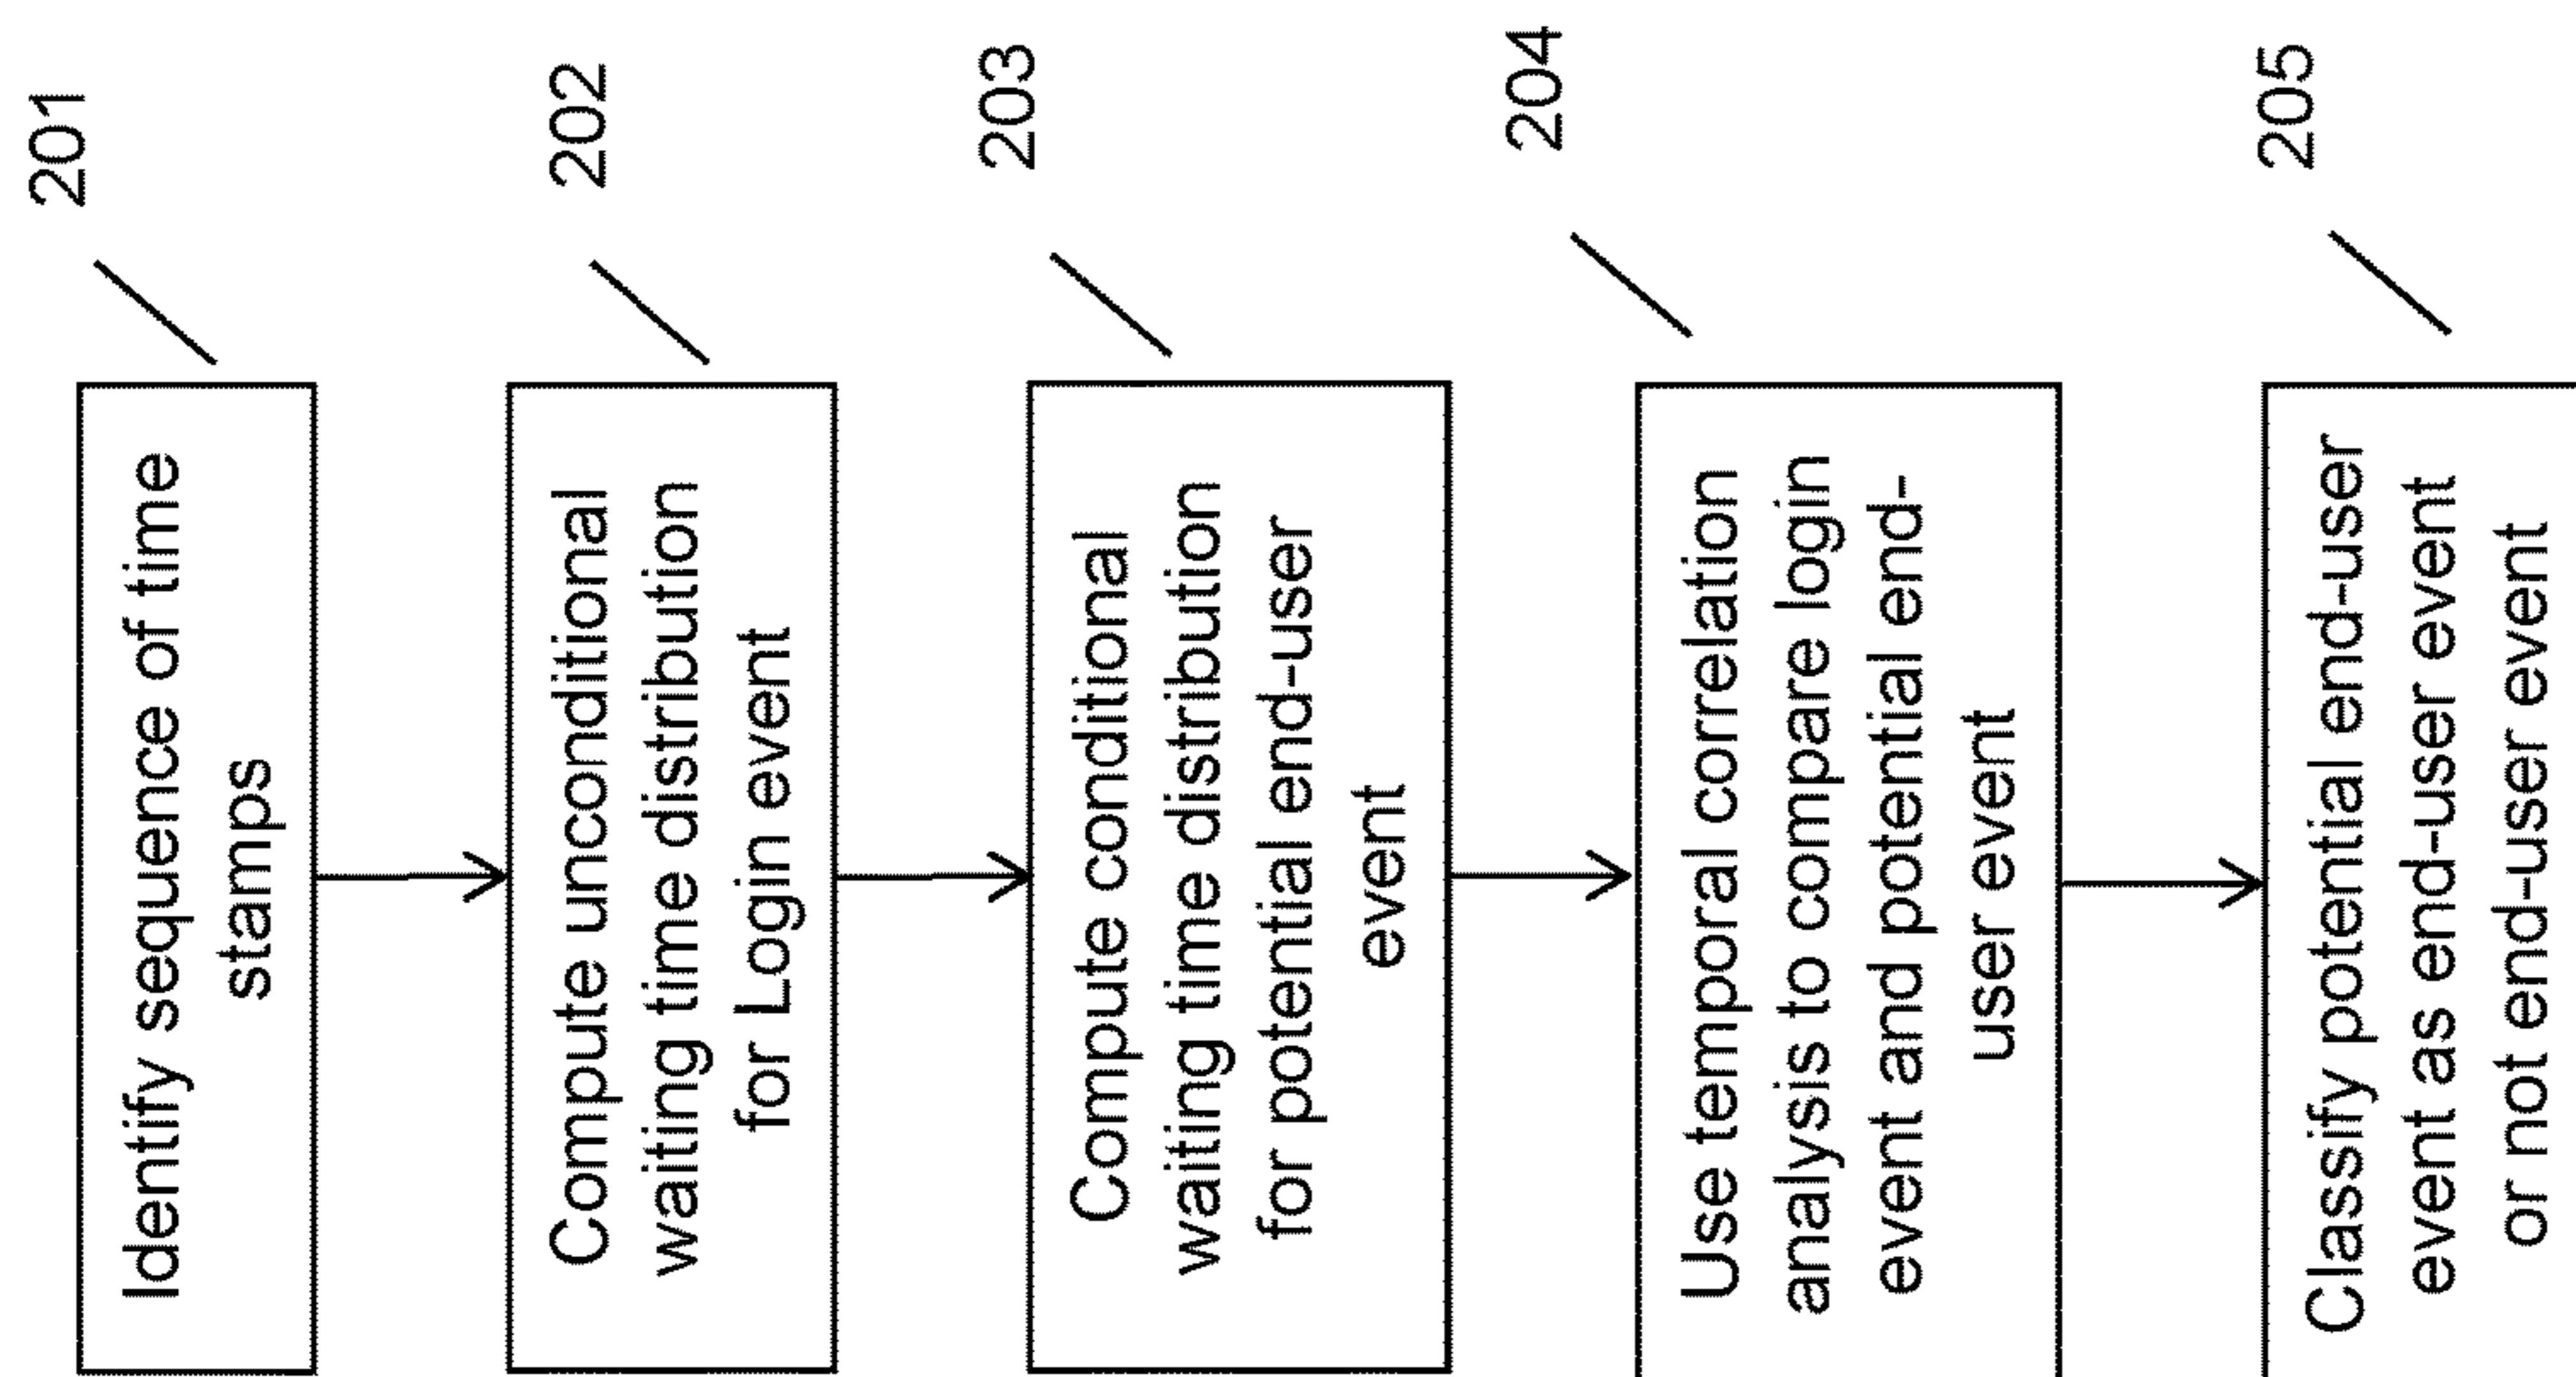 201
Identify sequence of time
stamps
202
Compute unconditional
waiting time distribution
for Login event
203
Compute conditional
waiting time distribution
for potential end-user
event
204
Use temporal correlation
analysis to compare login
event and potential end-
user event
205
Classify potential end-user
event as end-user event
or not end-user event